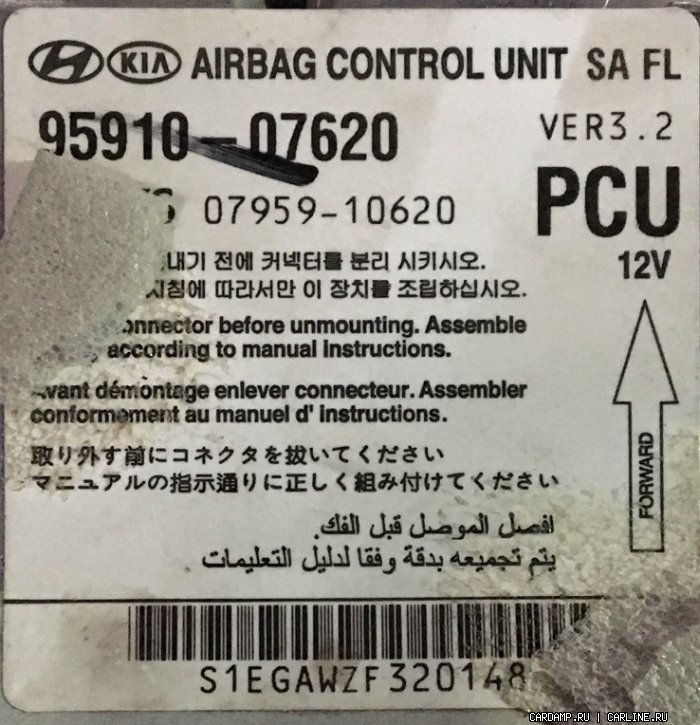 HYUNDAI KIA AIRBAG CONTROL UNIT SA FL
95910-07620
VER3.2
07959-10620
PCU
12V
내기 전에 커넥터를 분리 시키시오.
지침에 따라서만 이 장치를 조립하십시오.
onnector before unmounting. Assemble
according to manual Instructions.
Avant démontage enlever connecteur. Assembler
conformement au manuel d' Instructions.
FORWARD
取り外す前にコネクタを抜いてください
マニュアルの指示通りに正しく組み付けてください
افصل الموصل قبل الفك.
يتم تجميعه بدقة وفقا لدليل التعليمات
S1EGAWZF320148
CARDAMP.RU | CARLINE.RU